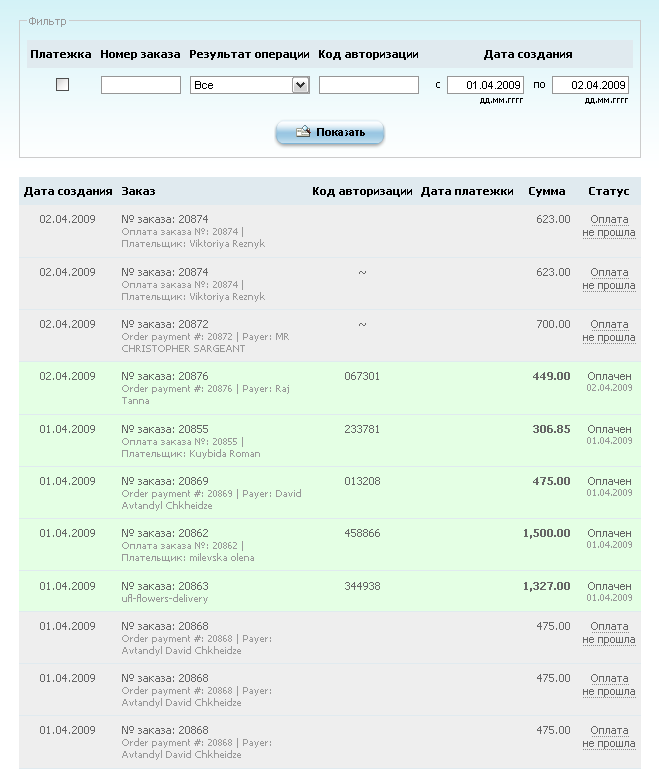 Фильтр
Платежка Номер заказа Результат операции Код авторизации Дата создания
Все с 01.04.2009 по 02.04.2009
дд.мм.гггг дд.мм.гггг
Показать
Дата создания Заказ Код авторизации Дата платежки Сумма Статус
02.04.2009 № заказа: 20874 623.00 Оплата
Оплата заказа №: 20874 | не прошла
Плательщик: Viktoriya Reznyk
02.04.2009 № заказа: 20874 ~ 623.00 Оплата
Оплата заказа №: 20874 | не прошла
Плательщик: Viktoriya Reznyk
02.04.2009 № заказа: 20872 ~ 700.00 Оплата
Order payment #: 20872 | Payer: MR не прошла
CHRISTOPHER SARGEANT
02.04.2009 № заказа: 20876 067301 449.00 Оплачен
Order payment #: 20876 | Payer: Raj 02.04.2009
Tanna
01.04.2009 № заказа: 20855 233781 306.85 Оплачен
Оплата заказа №: 20855 | 01.04.2009
Плательщик: Kuybida Roman
01.04.2009 № заказа: 20869 013208 475.00 Оплачен
Order payment #: 20869 | Payer: David 01.04.2009
Avtandyl Chkheidze
01.04.2009 № заказа: 20862 458866 1,500.00 Оплачен
Оплата заказа №: 20862 | 01.04.2009
Плательщик: milevska olena
01.04.2009 № заказа: 20863 344938 1,327.00 Оплачен
ufl-flowers-delivery 01.04.2009
01.04.2009 № заказа: 20868 475.00 Оплата
Order payment #: 20868 | Payer: не прошла
Avtandyl David Chkheidze
01.04.2009 № заказа: 20868 475.00 Оплата
Order payment #: 20868 | Payer: не прошла
Avtandyl David Chkheidze
01.04.2009 № заказа: 20868 475.00 Оплата
Order payment #: 20868 | Payer: не прошла
Avtandyl David Chkheidze